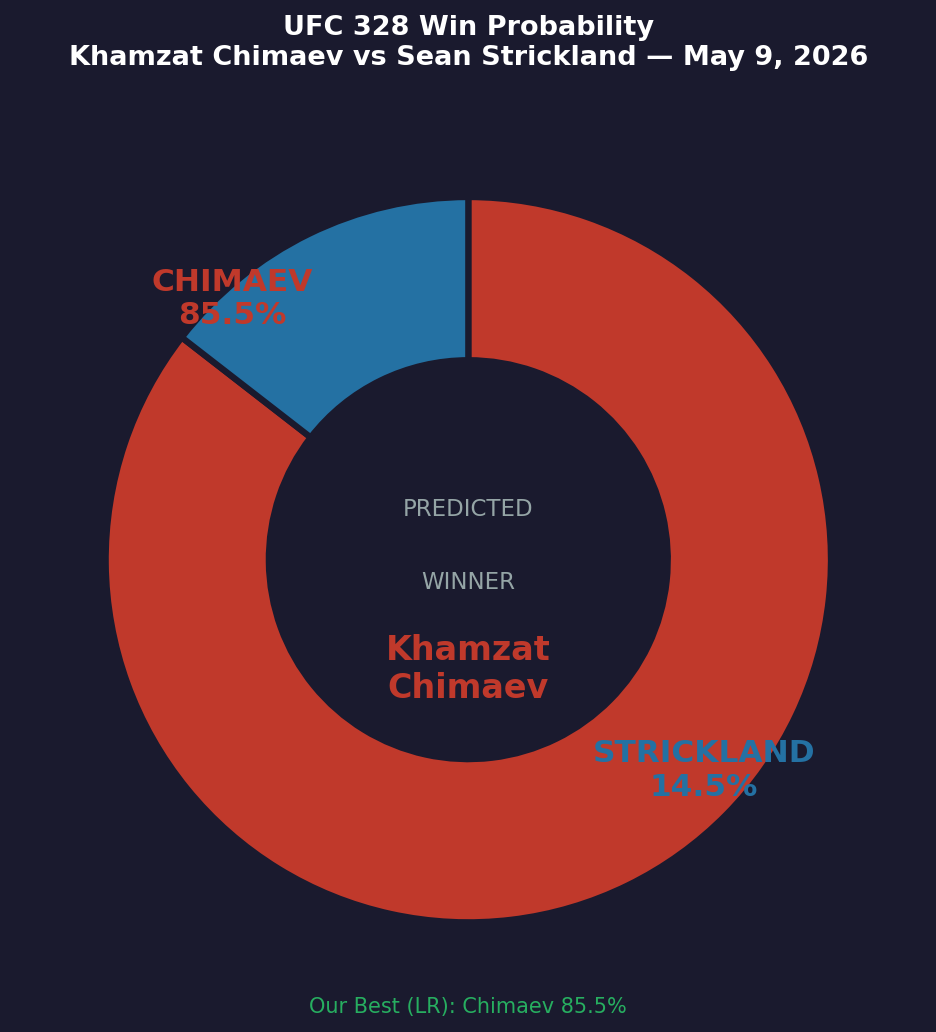 UFC 328 Win Probability
Khamzat Chimaev vs Sean Strickland — May 9, 2026
CHIMAEV
85.5%
PREDICTED
WINNER
Khamzat
Chimaev
STRICKLAND
14.5%
Our Best (LR): Chimaev 85.5%